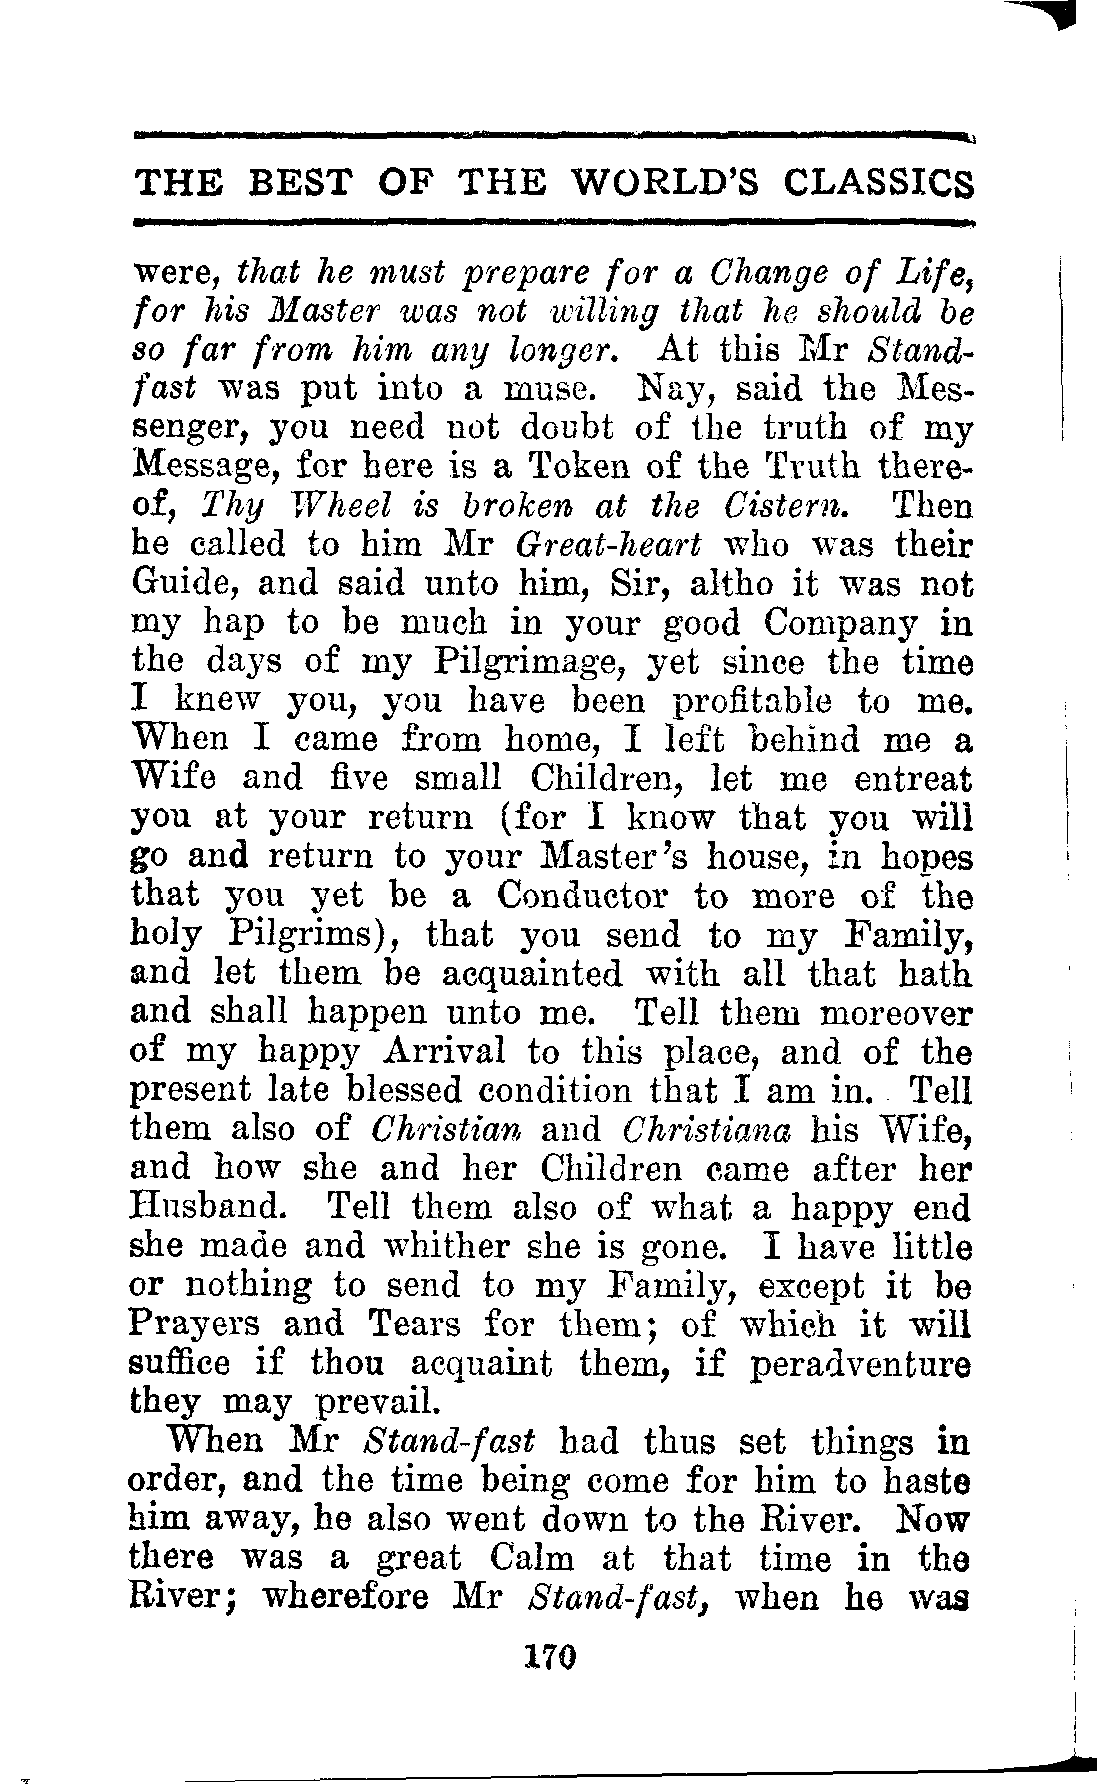 THE BEST OF THE WORLD'S CLASSICS
were, that he must prepare for a Change of Life,
for his Master was not willing that he should be
so far from him any longer. At this Mr Stand-
fast was put into a muse. Nay, said the Mes-
senger, you need not doubt of the truth of my
Message, for here is a Token of the Truth there-
of, Thy Wheel is broken at the Cistern. Then
he called to him Mr Great-heart who was their
Guide, and said unto him, Sir, altho it was not
my hap to be much in your good Company in
the days of my Pilgrimage, yet since the time
I knew you, you have been profitable to me.
When I came from home, I left behind me a
Wife and five small Children, let me entreat
you at your return (for I know that you will
go and return to your Master's house, in hopes
that you yet be a Conductor to more of the
holy Pilgrims), that you send to my Family,
and let them be acquainted with all that hath
and shall happen unto me. Tell them moreover
of my happy Arrival to this place, and of the
present late blessed condition that I am in. Tell
them also of Christian and Christiana his Wife,
and how she and her Children came after her
Husband. Tell them also of what a happy end
she made and whither she is gone. I have little
or nothing to send to my Family, except it be
Prayers and Tears for them; of which it will
suffice if thou acquaint them, if peradventure
they may prevail.
When Mr Stand-fast had thus set things in
order, and the time being come for him to haste
him away, he also went down to the River. Now
there was a great Calm at that time in the
River; wherefore Mr Stand-fast, when he was
170